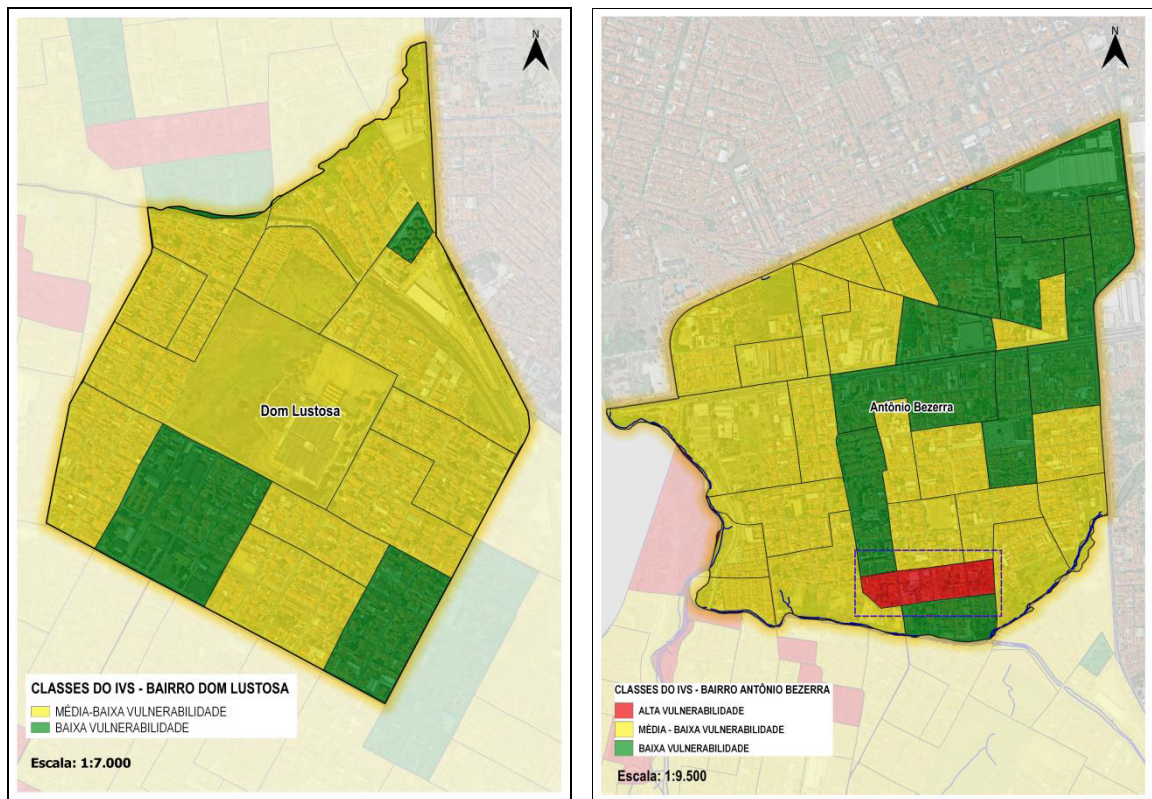 N
Dom Lustosa
CLASSES DO IVS - BAIRRO DOM LUSTOSA
MÉDIA-BAIXA VULNERABILIDADE
BAIXA VULNERABILIDADE
Escala: 1:7.000
N
Antônio Bezerra
CLASSES DO IVS - BAIRRO ANTÔNIO BEZERRA
ALTA VULNERABILIDADE
MÉDIA - BAIXA VULNERABILIDADE
BAIXA VULNERABILIDADE
Escala: 1:9.500